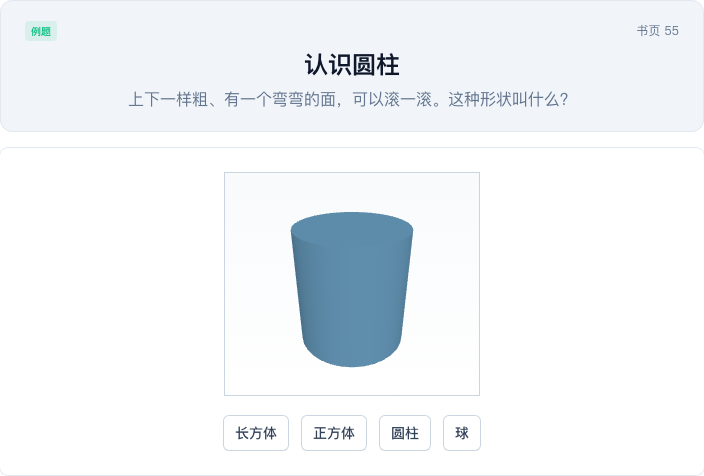 例题
书页 55
认识圆柱
上下一样粗、有一个弯弯的面，可以滚一滚。这种形状叫什么？
长方体
正方体
圆柱
球